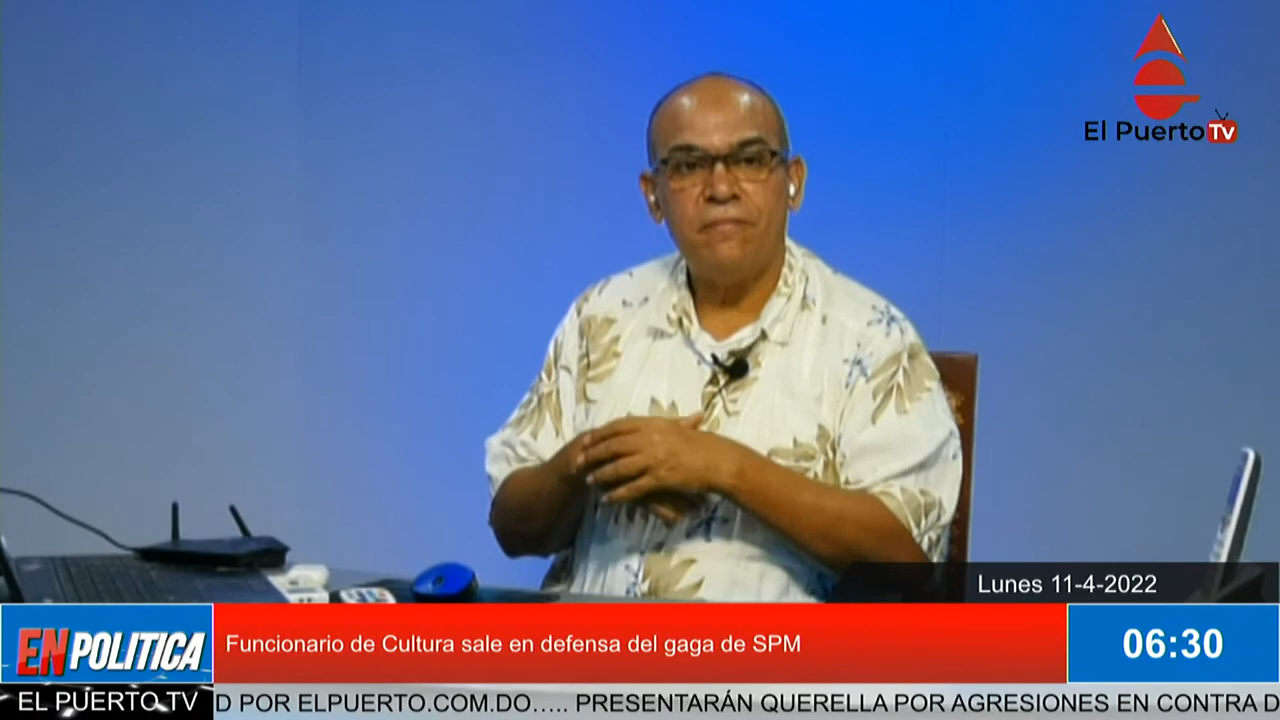 El Puerto Tv
Lunes 11-4-2022
EN POLITICA
Funcionario de Cultura sale en defensa del gaga de SPM
06:30
EL PUERTO TV
D POR ELPUERTO.COM.DO..... PRESENTARÁN QUERELLA POR AGRESIONES EN CONTRA D